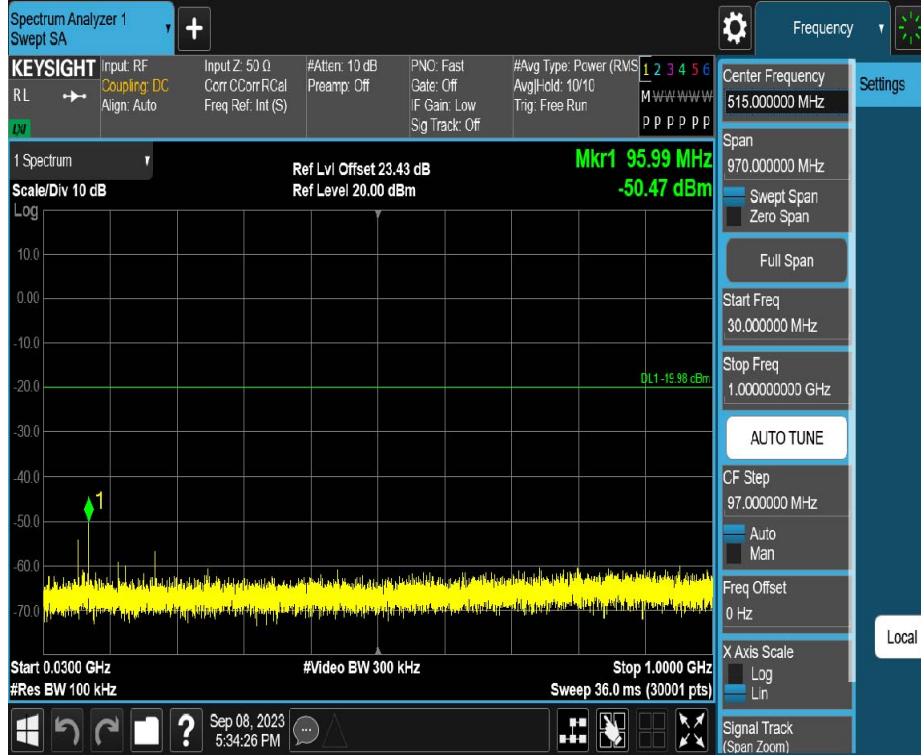 Spectrum Analyzer 1
Swept SA
+
Frequency
KEYSIGHT
RL
LXI
Input: RF
Coupling: DC
Align: Auto
Input Z: 50 Ω
Corr CCorr RCal
Freq Ref: Int (S)
#Atten: 10 dB
Preamp: Off
PNO: Fast
Gate: Off
IF Gain: Low
Sig Track: Off
#Avg Type: Power (RMS
Avg|Hold: 10/10
Trig: Free Run
1 2 3 4 5 6
M W W W W W
P P P P P P
1 Spectrum
Scale/Div 10 dB
Log
Ref Lvl Offset 23.43 dB
Ref Level 20.00 dBm
Mkr1 95.99 MHz
-50.47 dBm
10.0
0.00
-10.0
-20.0
-30.0
-40.0
-50.0
-60.0
-70.0
DL1 -19.98 dBm
1
Start 0.0300 GHz
#Res BW 100 kHz
#Video BW 300 kHz
Stop 1.0000 GHz
Sweep 36.0 ms (30001 pts)
?
Sep 08, 2023
5:34:26 PM
Center Frequency
515.000000 MHz
Span
970.000000 MHz
Swept Span
Zero Span
Full Span
Start Freq
30.000000 MHz
Stop Freq
1.000000000 GHz
AUTO TUNE
CF Step
97.000000 MHz
Auto
Man
Freq Offset
0 Hz
X Axis Scale
Log
Lin
Signal Track
(Span Zoom)
Settings
Local